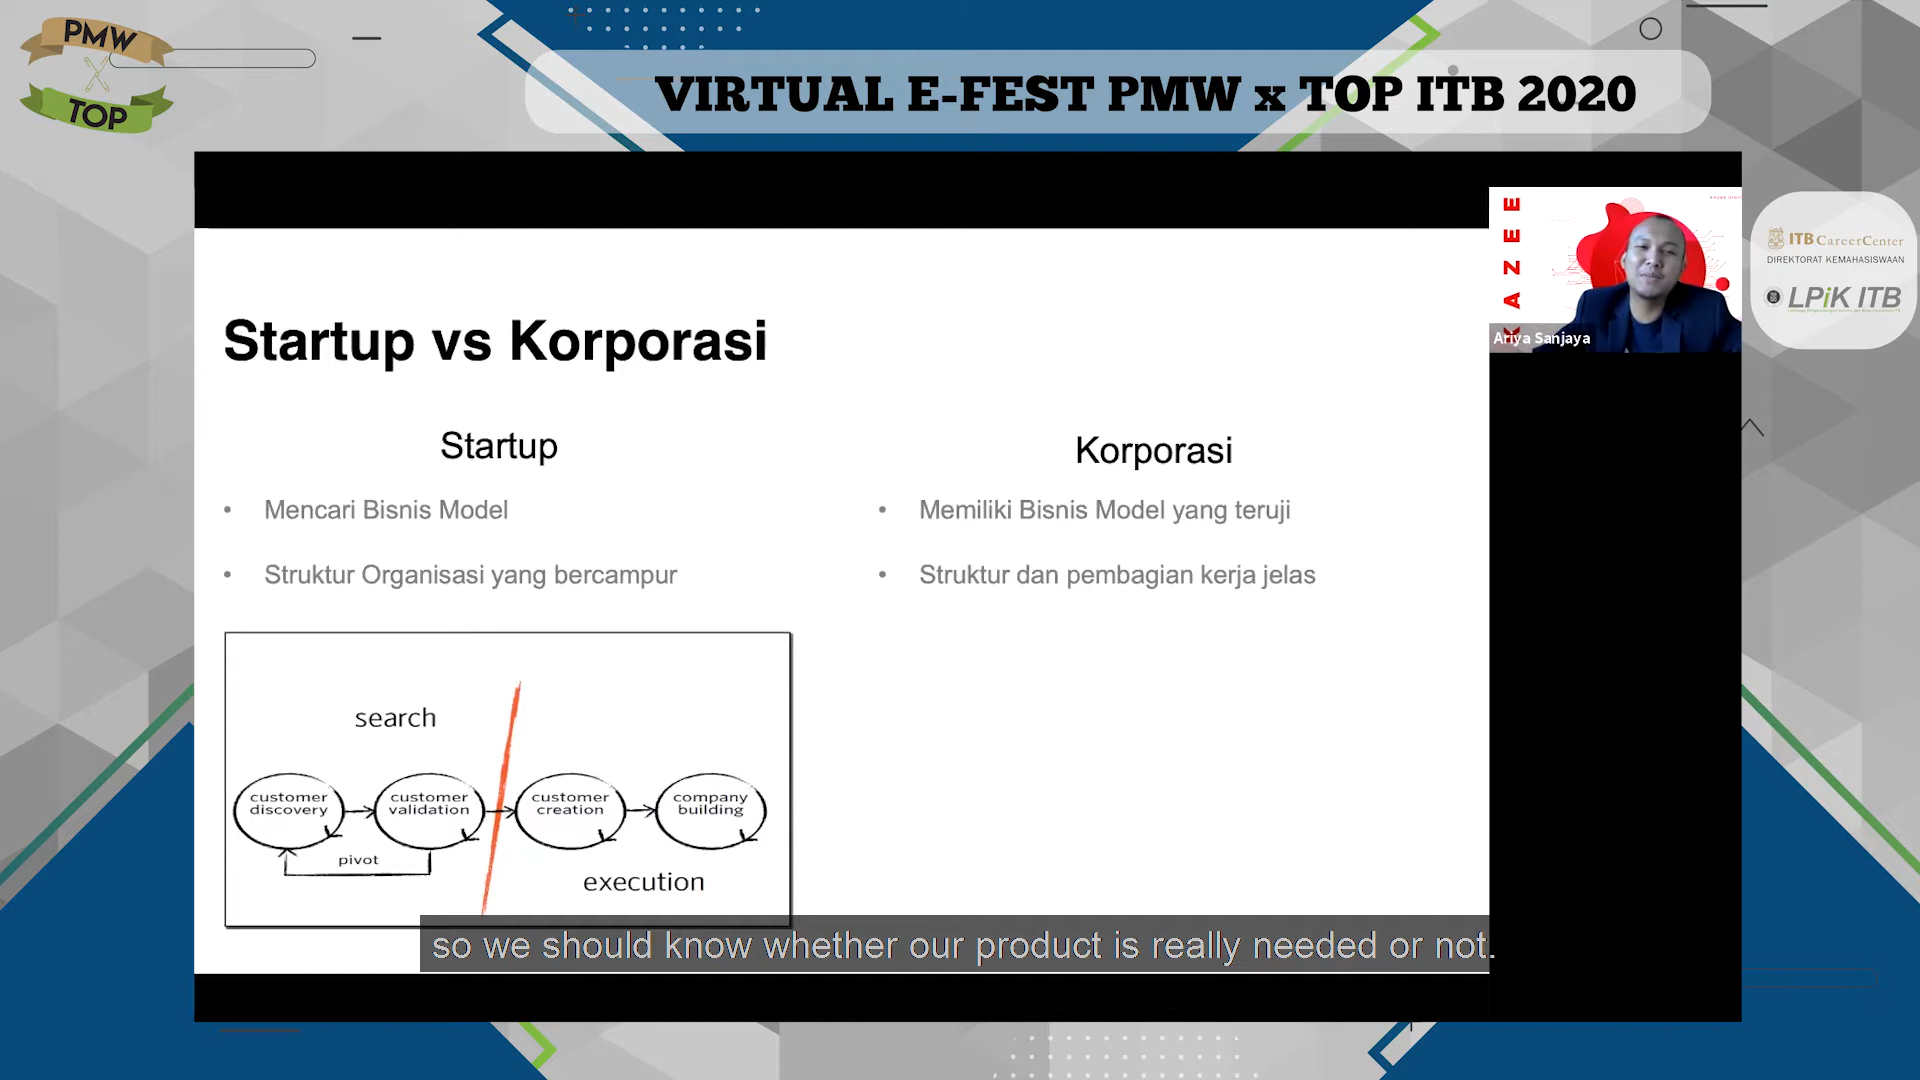 PMW
TOP
VIRTUAL E-FEST PMW x TOP ITB 2020
KAZEE
Ariya Sanjaya
ITB CareerCenter
DIREKTORAT KEMAHASISWAAN
LPiK ITB
Startup vs Korporasi
Startup
• Mencari Bisnis Model
• Struktur Organisasi yang bercampur
Korporasi
• Memiliki Bisnis Model yang teruji
• Struktur dan pembagian kerja jelas
search
customer
discovery
customer
validation
customer
creation
company
building
pivot
execution
so we should know whether our product is really needed or not.